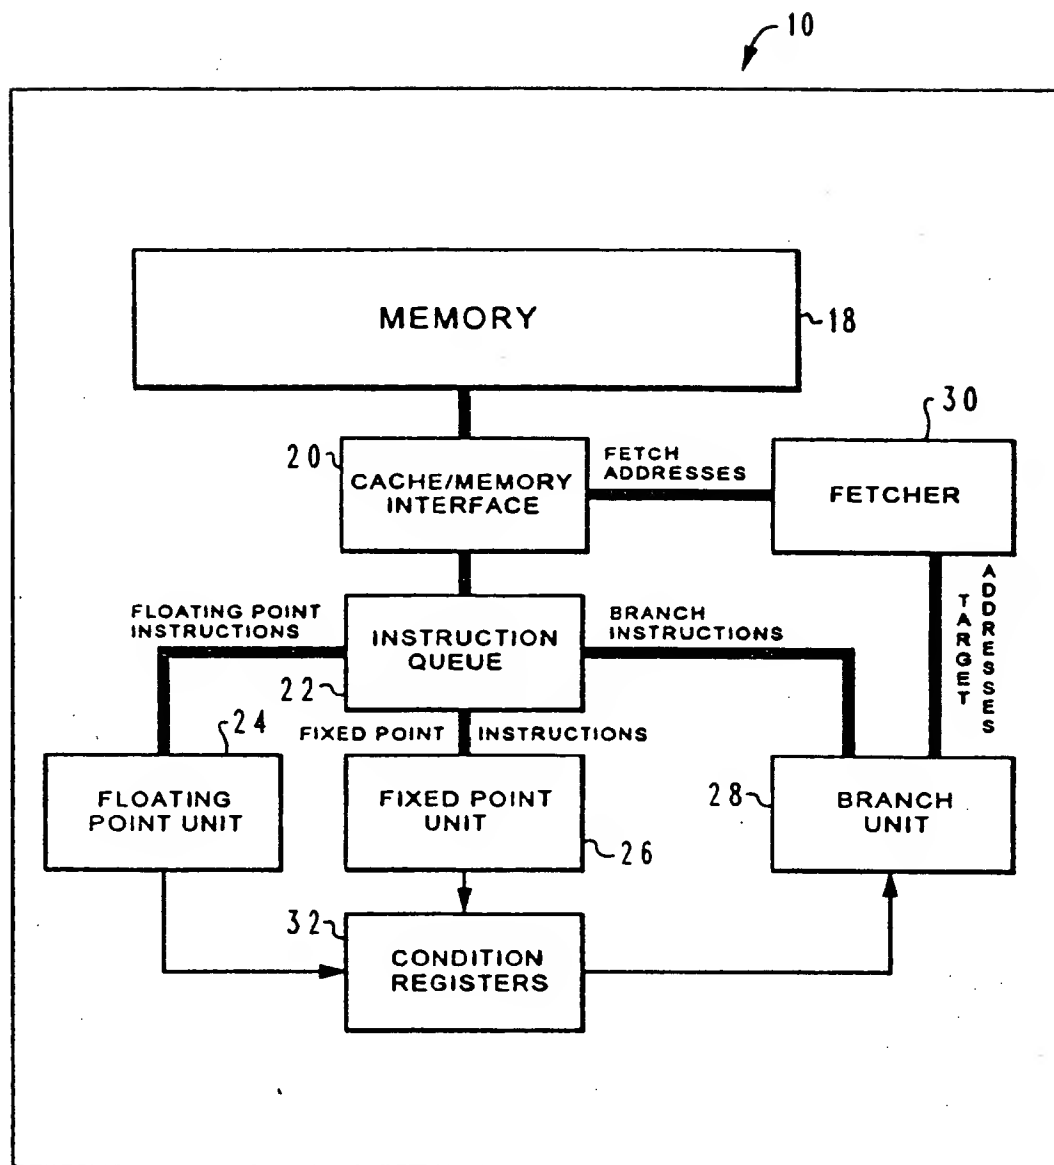 10
MEMORY
18
20
CACHE/MEMORY
INTERFACE
FETCH
ADDRESSES
30
FETCHER
FLOATING POINT
INSTRUCTIONS
INSTRUCTION
QUEUE
22
BRANCH
INSTRUCTIONS
TARGET
ADDRESSES
FIXED POINT INSTRUCTIONS
24
FLOATING
POINT UNIT
FIXED POINT
UNIT
26
28
BRANCH
UNIT
32
CONDITION
REGISTERS